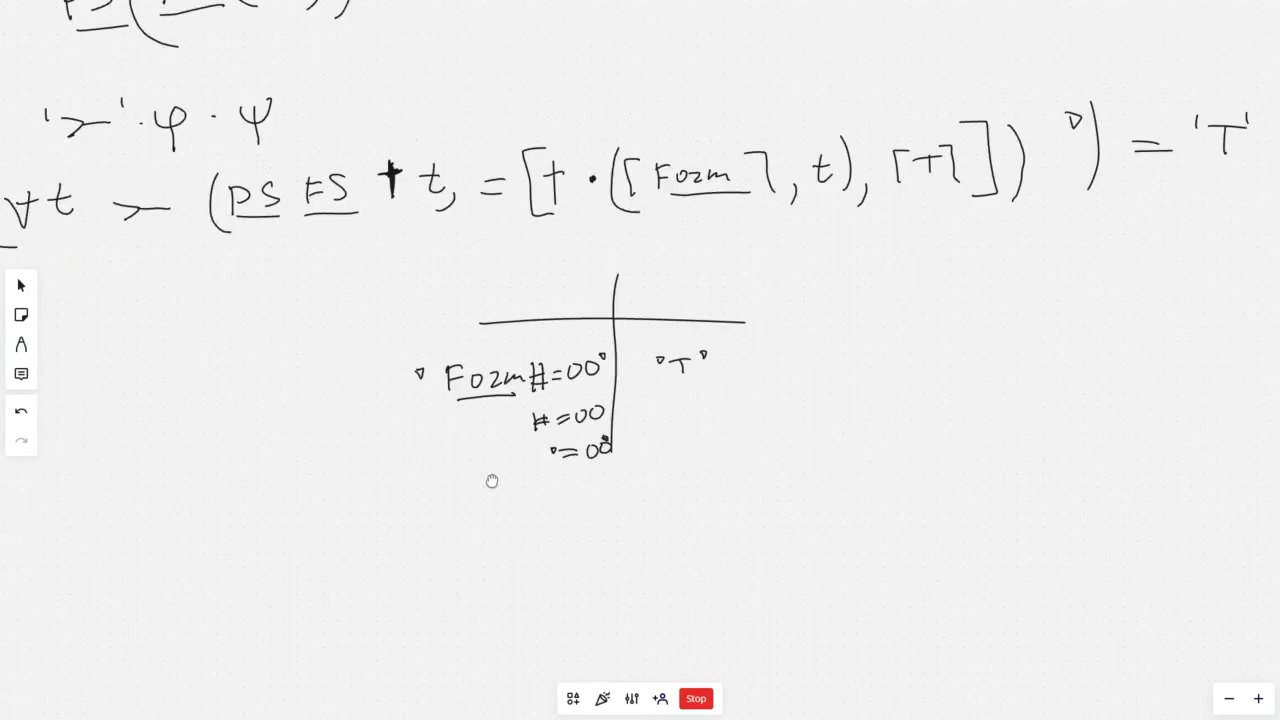 '≻' · φ · ψ
∀t ≻ (PS FS † t, = [† · (⌈Form⌉, t), ⌈T⌉])) °) = 'T'
° Form#=00° °T°
#=00
°=00°
Stop